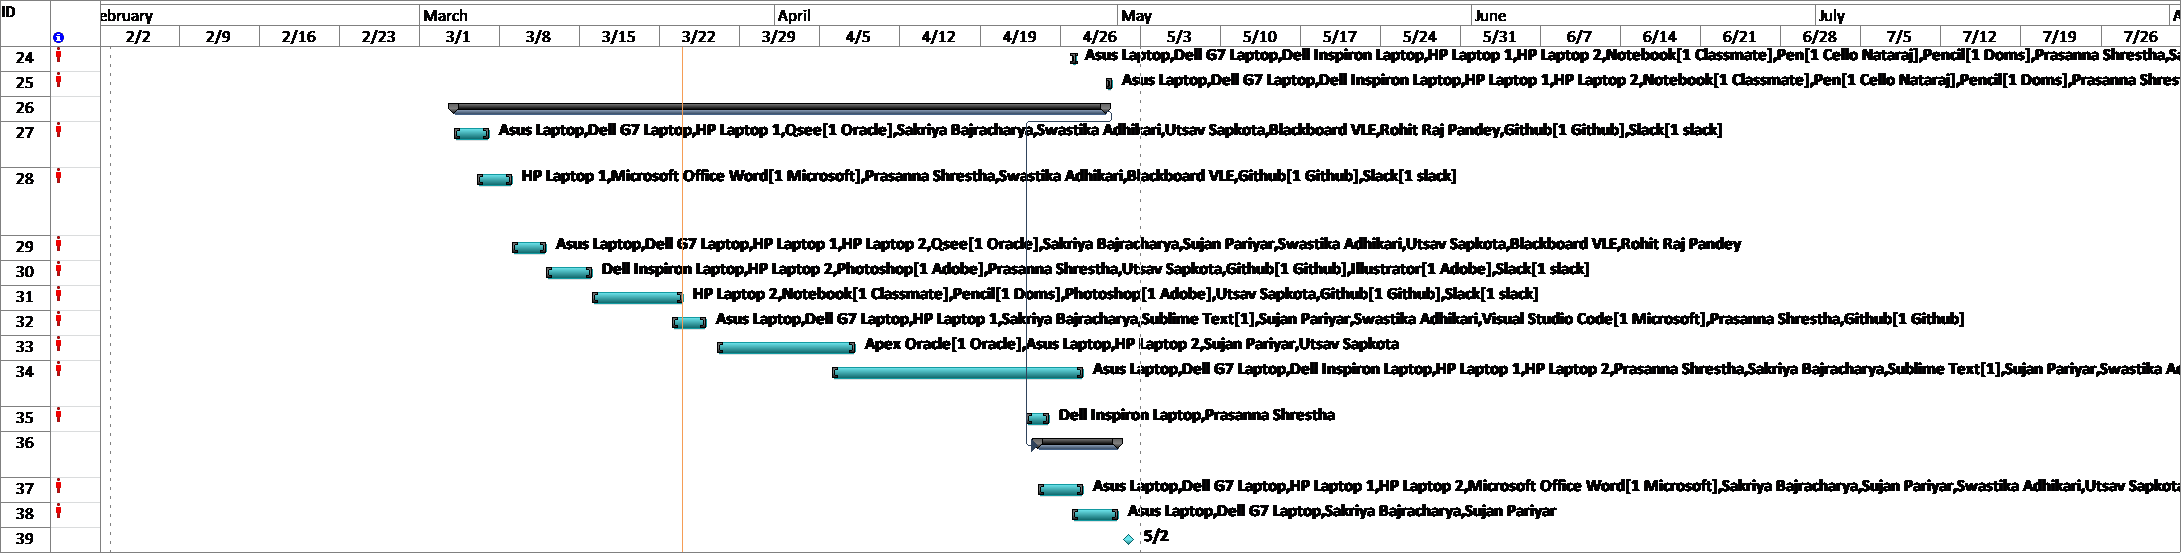 ID
ebruary March April May June July A
2/2 2/9 2/16 2/23 3/1 3/8 3/15 3/22 3/29 4/5 4/12 4/19 4/26 5/3 5/10 5/17 5/24 5/31 6/7 6/14 6/21 6/28 7/5 7/12 7/19 7/26
24 Asus Laptop,Dell G7 Laptop,Dell Inspiron Laptop,HP Laptop 1,HP Laptop 2,Notebook[1 Classmate],Pen[1 Cello Nataraj],Pencil[1 Doms],Prasanna Shrestha,Sa
25 Asus Laptop,Dell G7 Laptop,Dell Inspiron Laptop,HP Laptop 1,HP Laptop 2,Notebook[1 Classmate],Pen[1 Cello Nataraj],Pencil[1 Doms],Prasanna Shres
26
27 Asus Laptop,Dell G7 Laptop,HP Laptop 1,Qsee[1 Oracle],Sakriya Bajracharya,Swastika Adhikari,Utsav Sapkota,Blackboard VLE,Rohit Raj Pandey,Github[1 Github],Slack[1 slack]
28 HP Laptop 1,Microsoft Office Word[1 Microsoft],Prasanna Shrestha,Swastika Adhikari,Blackboard VLE,Github[1 Github],Slack[1 slack]
29 Asus Laptop,Dell G7 Laptop,HP Laptop 1,HP Laptop 2,Qsee[1 Oracle],Sakriya Bajracharya,Sujan Pariyar,Swastika Adhikari,Utsav Sapkota,Blackboard VLE,Rohit Raj Pandey
30 Dell Inspiron Laptop,HP Laptop 2,Photoshop[1 Adobe],Prasanna Shrestha,Utsav Sapkota,Github[1 Github],Illustrator[1 Adobe],Slack[1 slack]
31 HP Laptop 2,Notebook[1 Classmate],Pencil[1 Doms],Photoshop[1 Adobe],Utsav Sapkota,Github[1 Github],Slack[1 slack]
32 Asus Laptop,Dell G7 Laptop,HP Laptop 1,Sakriya Bajracharya,Sublime Text[1],Sujan Pariyar,Swastika Adhikari,Visual Studio Code[1 Microsoft],Prasanna Shrestha,Github[1 Github]
33 Apex Oracle[1 Oracle],Asus Laptop,HP Laptop 2,Sujan Pariyar,Utsav Sapkota
34 Asus Laptop,Dell G7 Laptop,Dell Inspiron Laptop,HP Laptop 1,HP Laptop 2,Prasanna Shrestha,Sakriya Bajracharya,Sublime Text[1],Sujan Pariyar,Swastika Ad
35 Dell Inspiron Laptop,Prasanna Shrestha
36
37 Asus Laptop,Dell G7 Laptop,HP Laptop 1,HP Laptop 2,Microsoft Office Word[1 Microsoft],Sakriya Bajracharya,Sujan Pariyar,Swastika Adhikari,Utsav Sapkota
38 Asus Laptop,Dell G7 Laptop,Sakriya Bajracharya,Sujan Pariyar
39 5/2